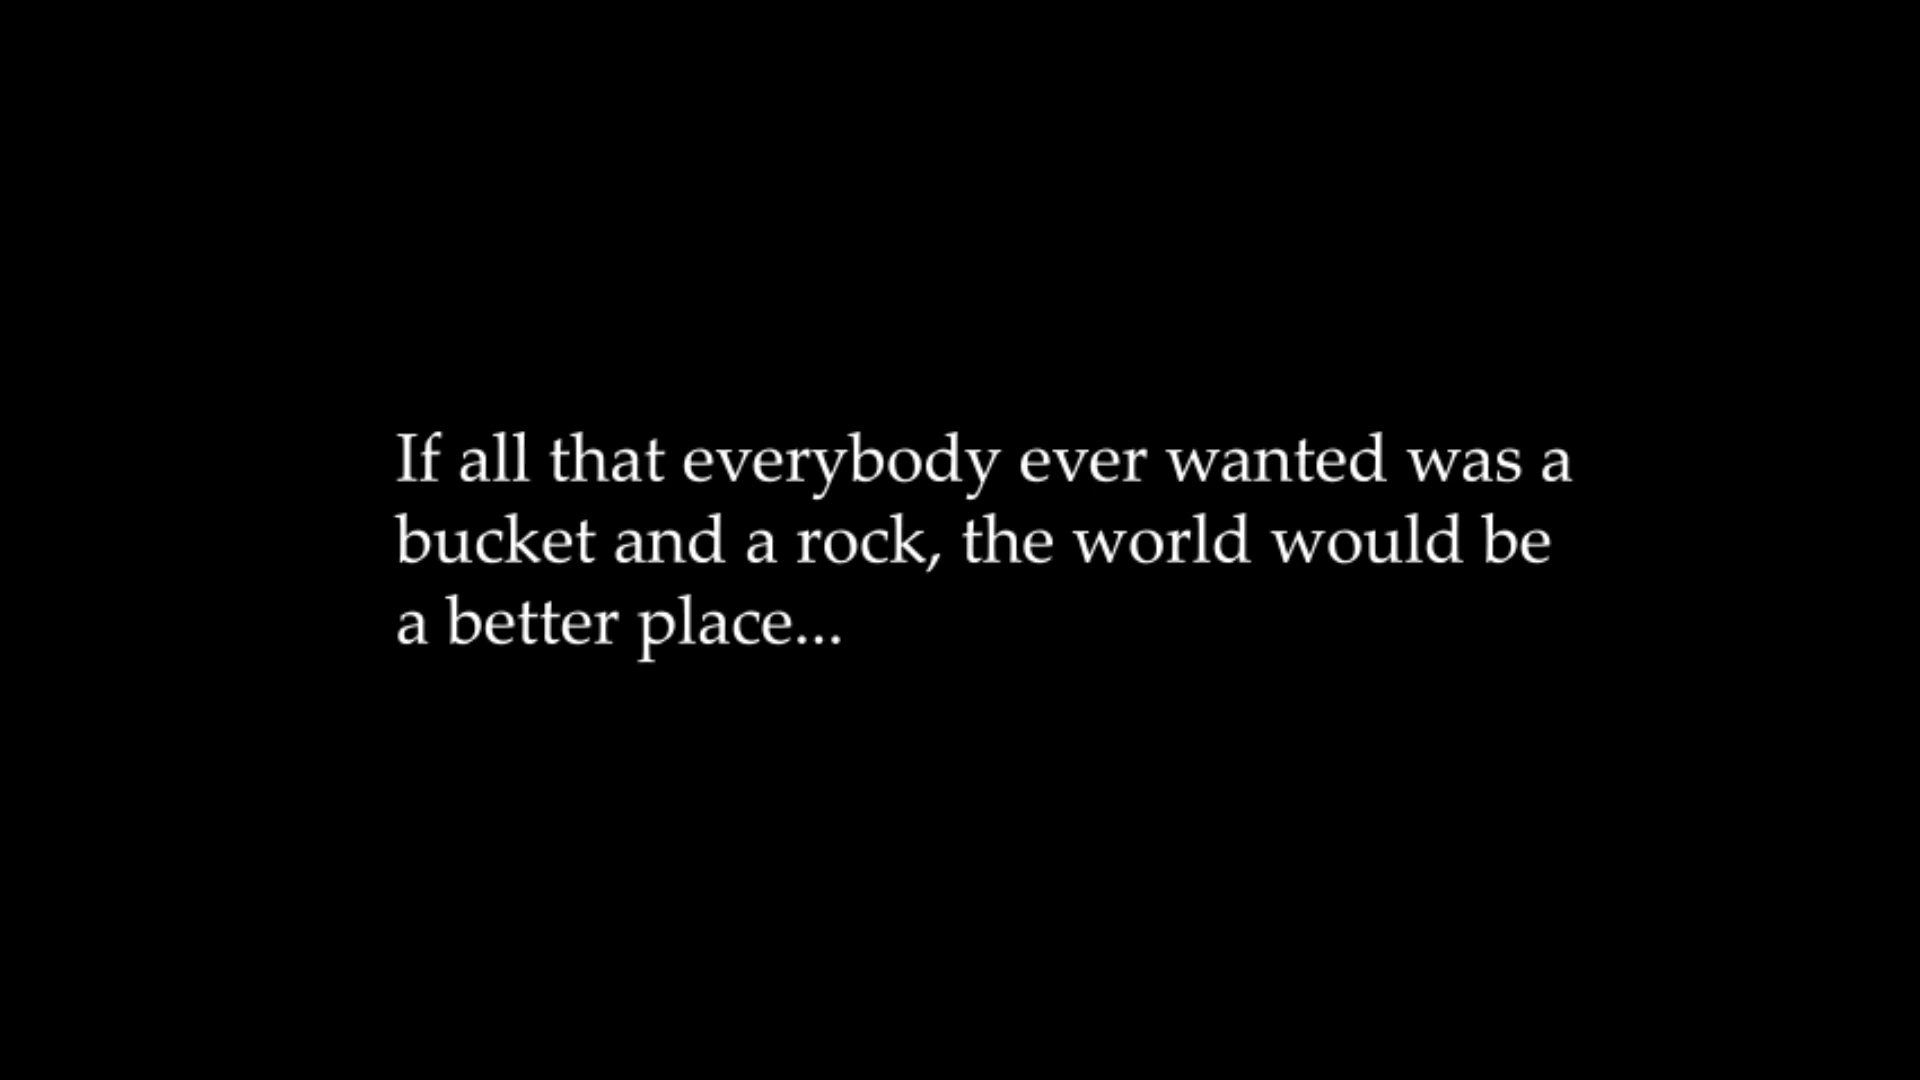 If all that everybody ever wanted was a
bucket and a rock, the world would be
a better place...